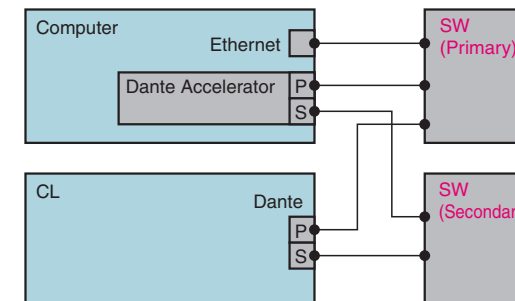 Computer
Ethernet
Dante Accelerator
P
S
SW
(Primary)
CL
Dante
P
S
SW
(Secondar